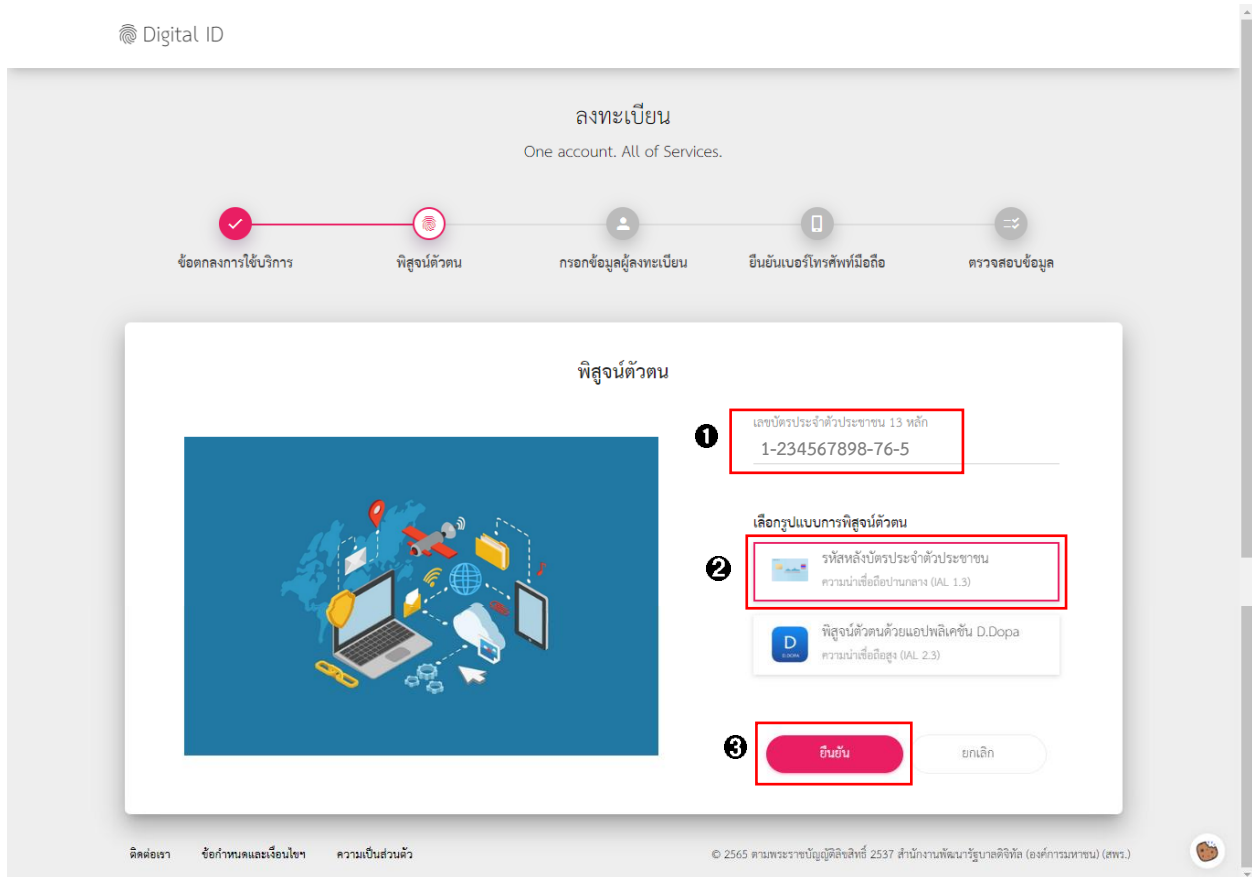 Digital ID
ลงทะเบียน
One account. All of Services.
ข้อตกลงการใช้บริการ
พิสูจน์ตัวตน
กรอกข้อมูลผู้ลงทะเบียน
ยืนยันเบอร์โทรศัพท์มือถือ
ตรวจสอบข้อมูล
พิสูจน์ตัวตน
❶
เลขบัตรประจำตัวประชาชน 13 หลัก
1-234567898-76-5
เลือกรูปแบบการพิสูจน์ตัวตน
❷
รหัสหลังบัตรประจำตัวประชาชน
ความน่าเชื่อถือปานกลาง (IAL 1.3)
D
D.DOPA
พิสูจน์ตัวตนด้วยแอปพลิเคชัน D.Dopa
ความน่าเชื่อถือสูง (IAL 2.3)
❸
ยืนยัน
ยกเลิก
ติดต่อเรา ข้อกำหนดและเงื่อนไขฯ ความเป็นส่วนตัว
© 2565 ตามพระราชบัญญัติลิขสิทธิ์ 2537 สำนักงานพัฒนารัฐบาลดิจิทัล (องค์การมหาชน) (สพร.)